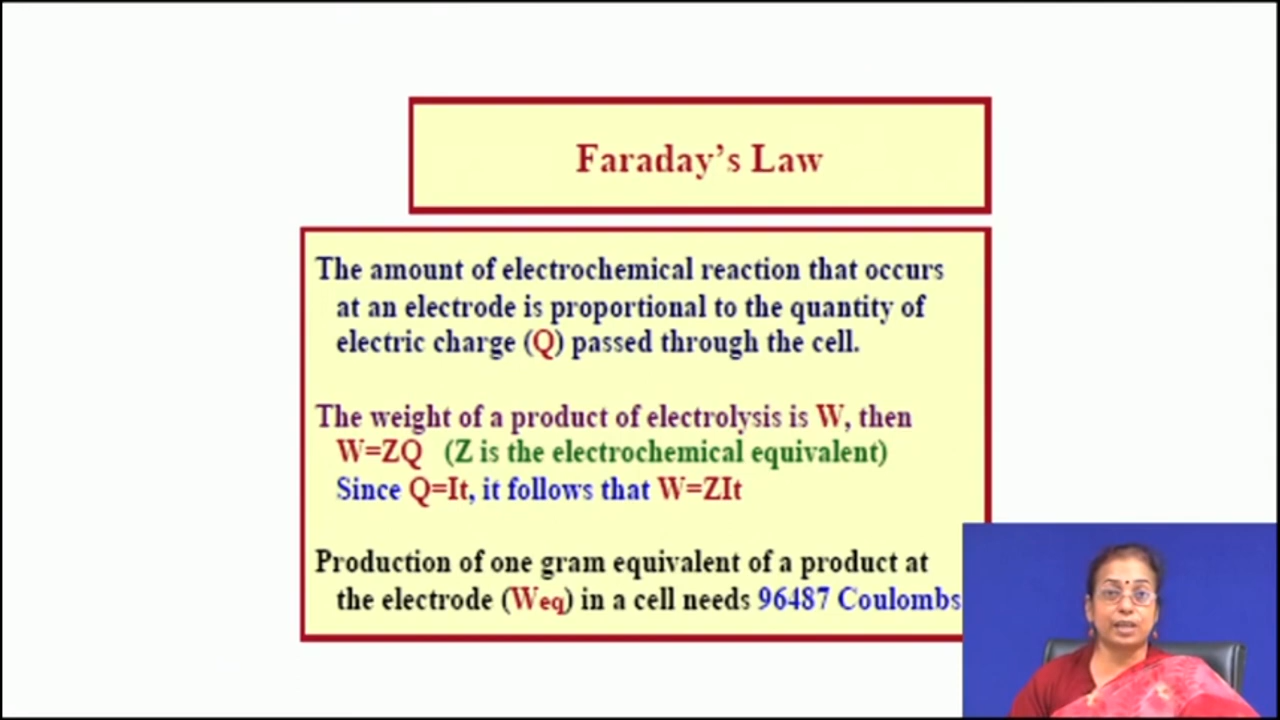 Faraday's Law
The amount of electrochemical reaction that occurs
at an electrode is proportional to the quantity of
electric charge (Q) passed through the cell.
The weight of a product of electrolysis is W, then
W=ZQ (Z is the electrochemical equivalent)
Since Q=It, it follows that W=ZIt
Production of one gram equivalent of a product at
the electrode (Weq) in a cell needs 96487 Coulombs